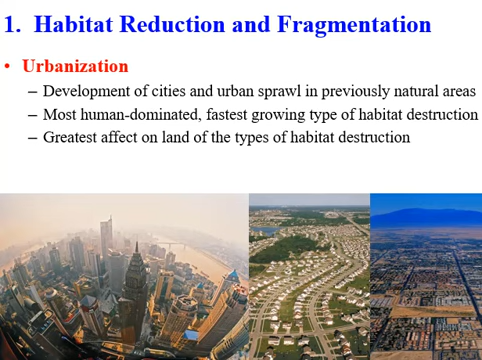 1. Habitat Reduction and Fragmentation
• Urbanization
– Development of cities and urban sprawl in previously natural areas
– Most human-dominated, fastest growing type of habitat destruction
– Greatest affect on land of the types of habitat destruction